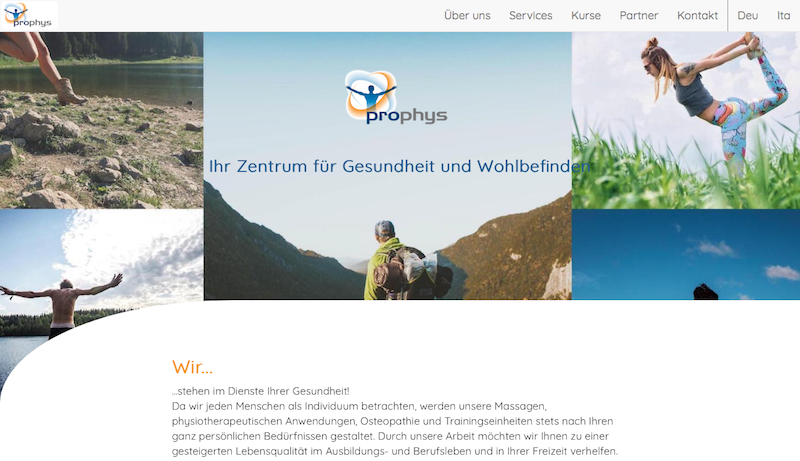 prophys
Über uns Services Kurse Partner Kontakt Deu Ita
prophys
Ihr Zentrum für Gesundheit und Wohlbefinden
Wir...
...stehen im Dienste Ihrer Gesundheit!
Da wir jeden Menschen als Individuum betrachten, werden unsere Massagen,
physiotherapeutischen Anwendungen, Osteopathie und Trainingseinheiten stets nach Ihren
ganz persönlichen Bedürfnissen gestaltet. Durch unsere Arbeit möchten wir Ihnen zu einer
gesteigerten Lebensqualität im Ausbildungs- und Berufsleben und in Ihrer Freizeit verhelfen.